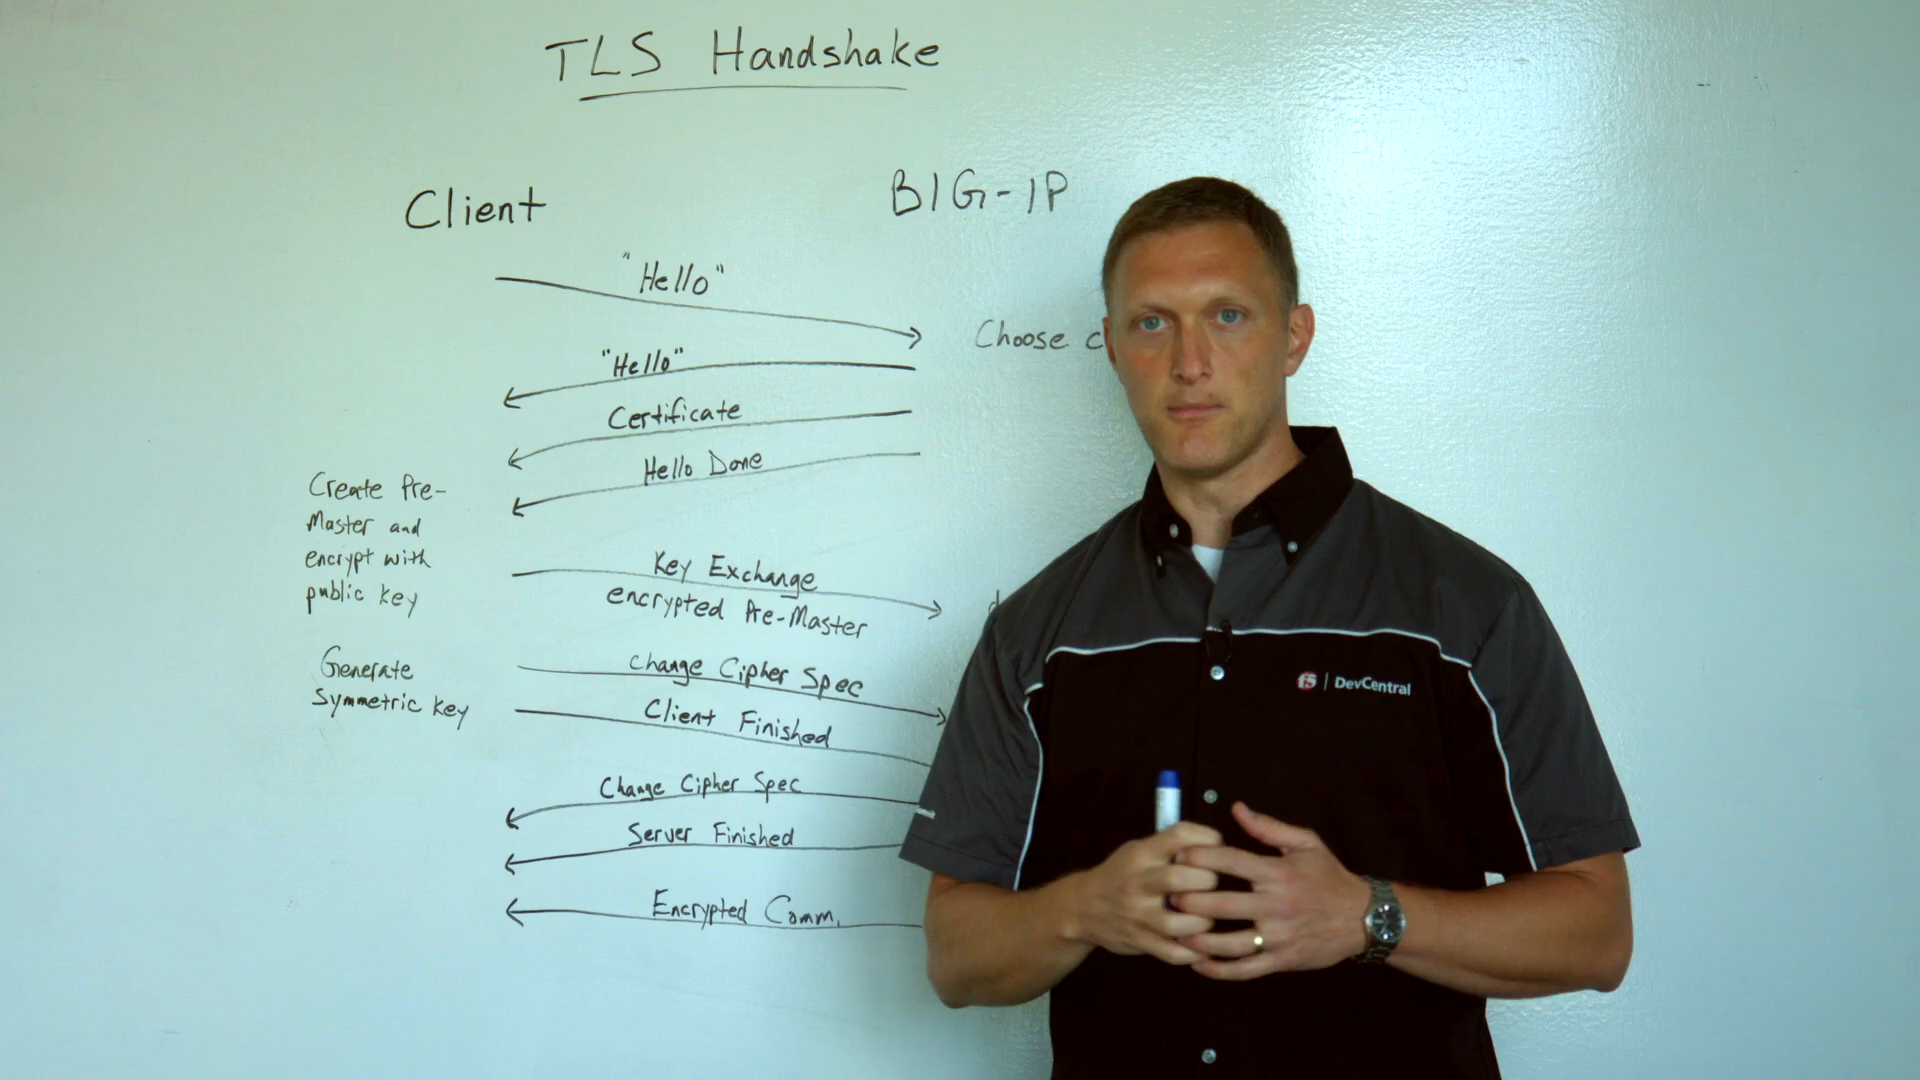 TLS Handshake
Client
BIG-IP
"Hello"
Choose c
"Hello"
Certificate
Hello Done
Create Pre-
Master and
encrypt with
public key
Key Exchange
encrypted Pre-Master
Generate
Symmetric key
Change Cipher Spec
Client Finished
Change Cipher Spec
Server Finished
Encrypted Comm.
f5 | DevCentral